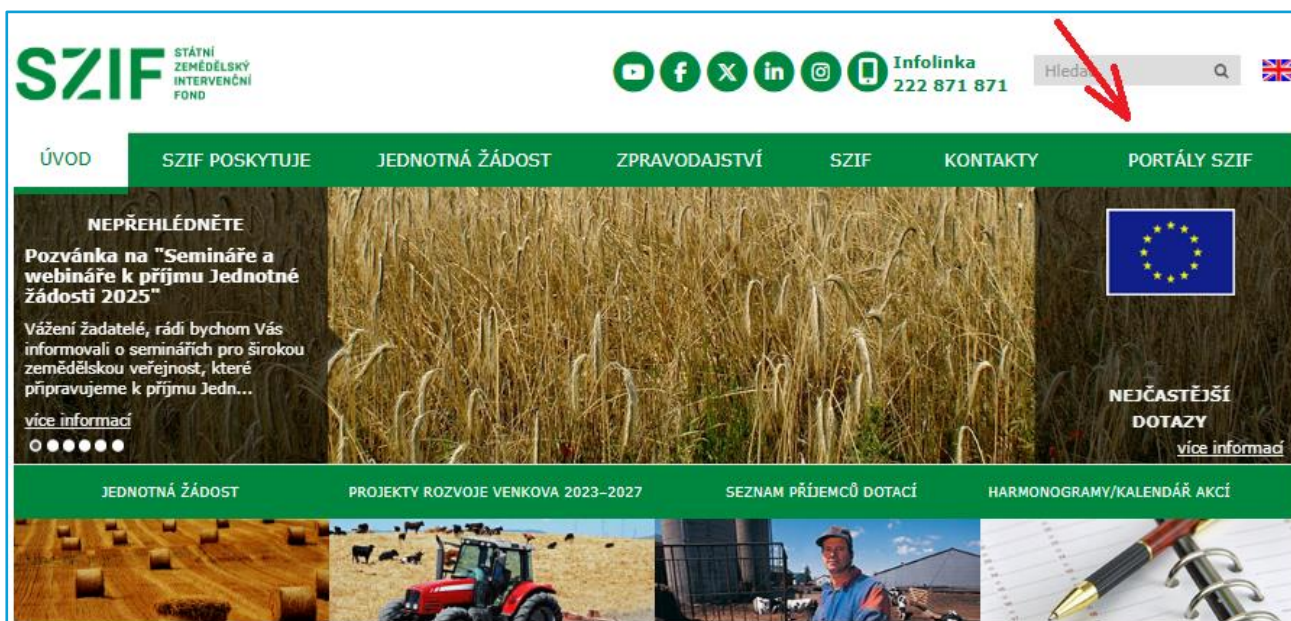 SZIF
STÁTNÍ
ZEMĚDĚLSKÝ
INTERVENČNÍ
FOND
Infolinka
222 871 871
ÚVOD
SZIF POSKYTUJE
JEDNOTNÁ ŽÁDOST
ZPRAVODAJSTVÍ
SZIF
KONTAKTY
PORTÁLY SZIF
NEPŘEHLÉDNĚTE
Pozvánka na "Semináře a
webináře k příjmu Jednotné
žádosti 2025"
Vážení žadatelé, rádi bychom Vás
informovali o seminářích pro širokou
zemědělskou veřejnost, které
připravujeme k příjmu Jedn...
více informací
NEJČASTĚJŠÍ
DOTAZY
více informací
JEDNOTNÁ ŽÁDOST
PROJEKTY ROZVOJE VENKOVA 2023–2027
SEZNAM PŘÍJEMCŮ DOTACÍ
HARMONOGRAMY/KALENDÁŘ AKCÍ